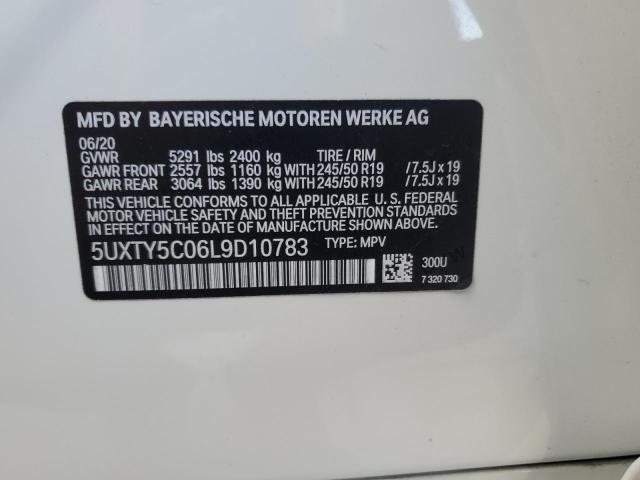 MFD BY BAYERISCHE MOTOREN WERKE AG
06/20
GVWR 5291 lbs 2400 kg TIRE / RIM
GAWR FRONT 2557 lbs 1160 kg WITH 245/50 R19 /7.5J x 19
GAWR REAR 3064 lbs 1390 kg WITH 245/50 R19 /7.5J x 19
THIS VEHICLE CONFORMS TO ALL APPLICABLE U. S. FEDERAL
MOTOR VEHICLE SAFETY AND THEFT PREVENTION STANDARDS
IN EFFECT ON THE DATE OF MANUFACTURE SHOWN ABOVE.
5UXTY5C06L9D10783 TYPE: MPV
300U
7 320 730